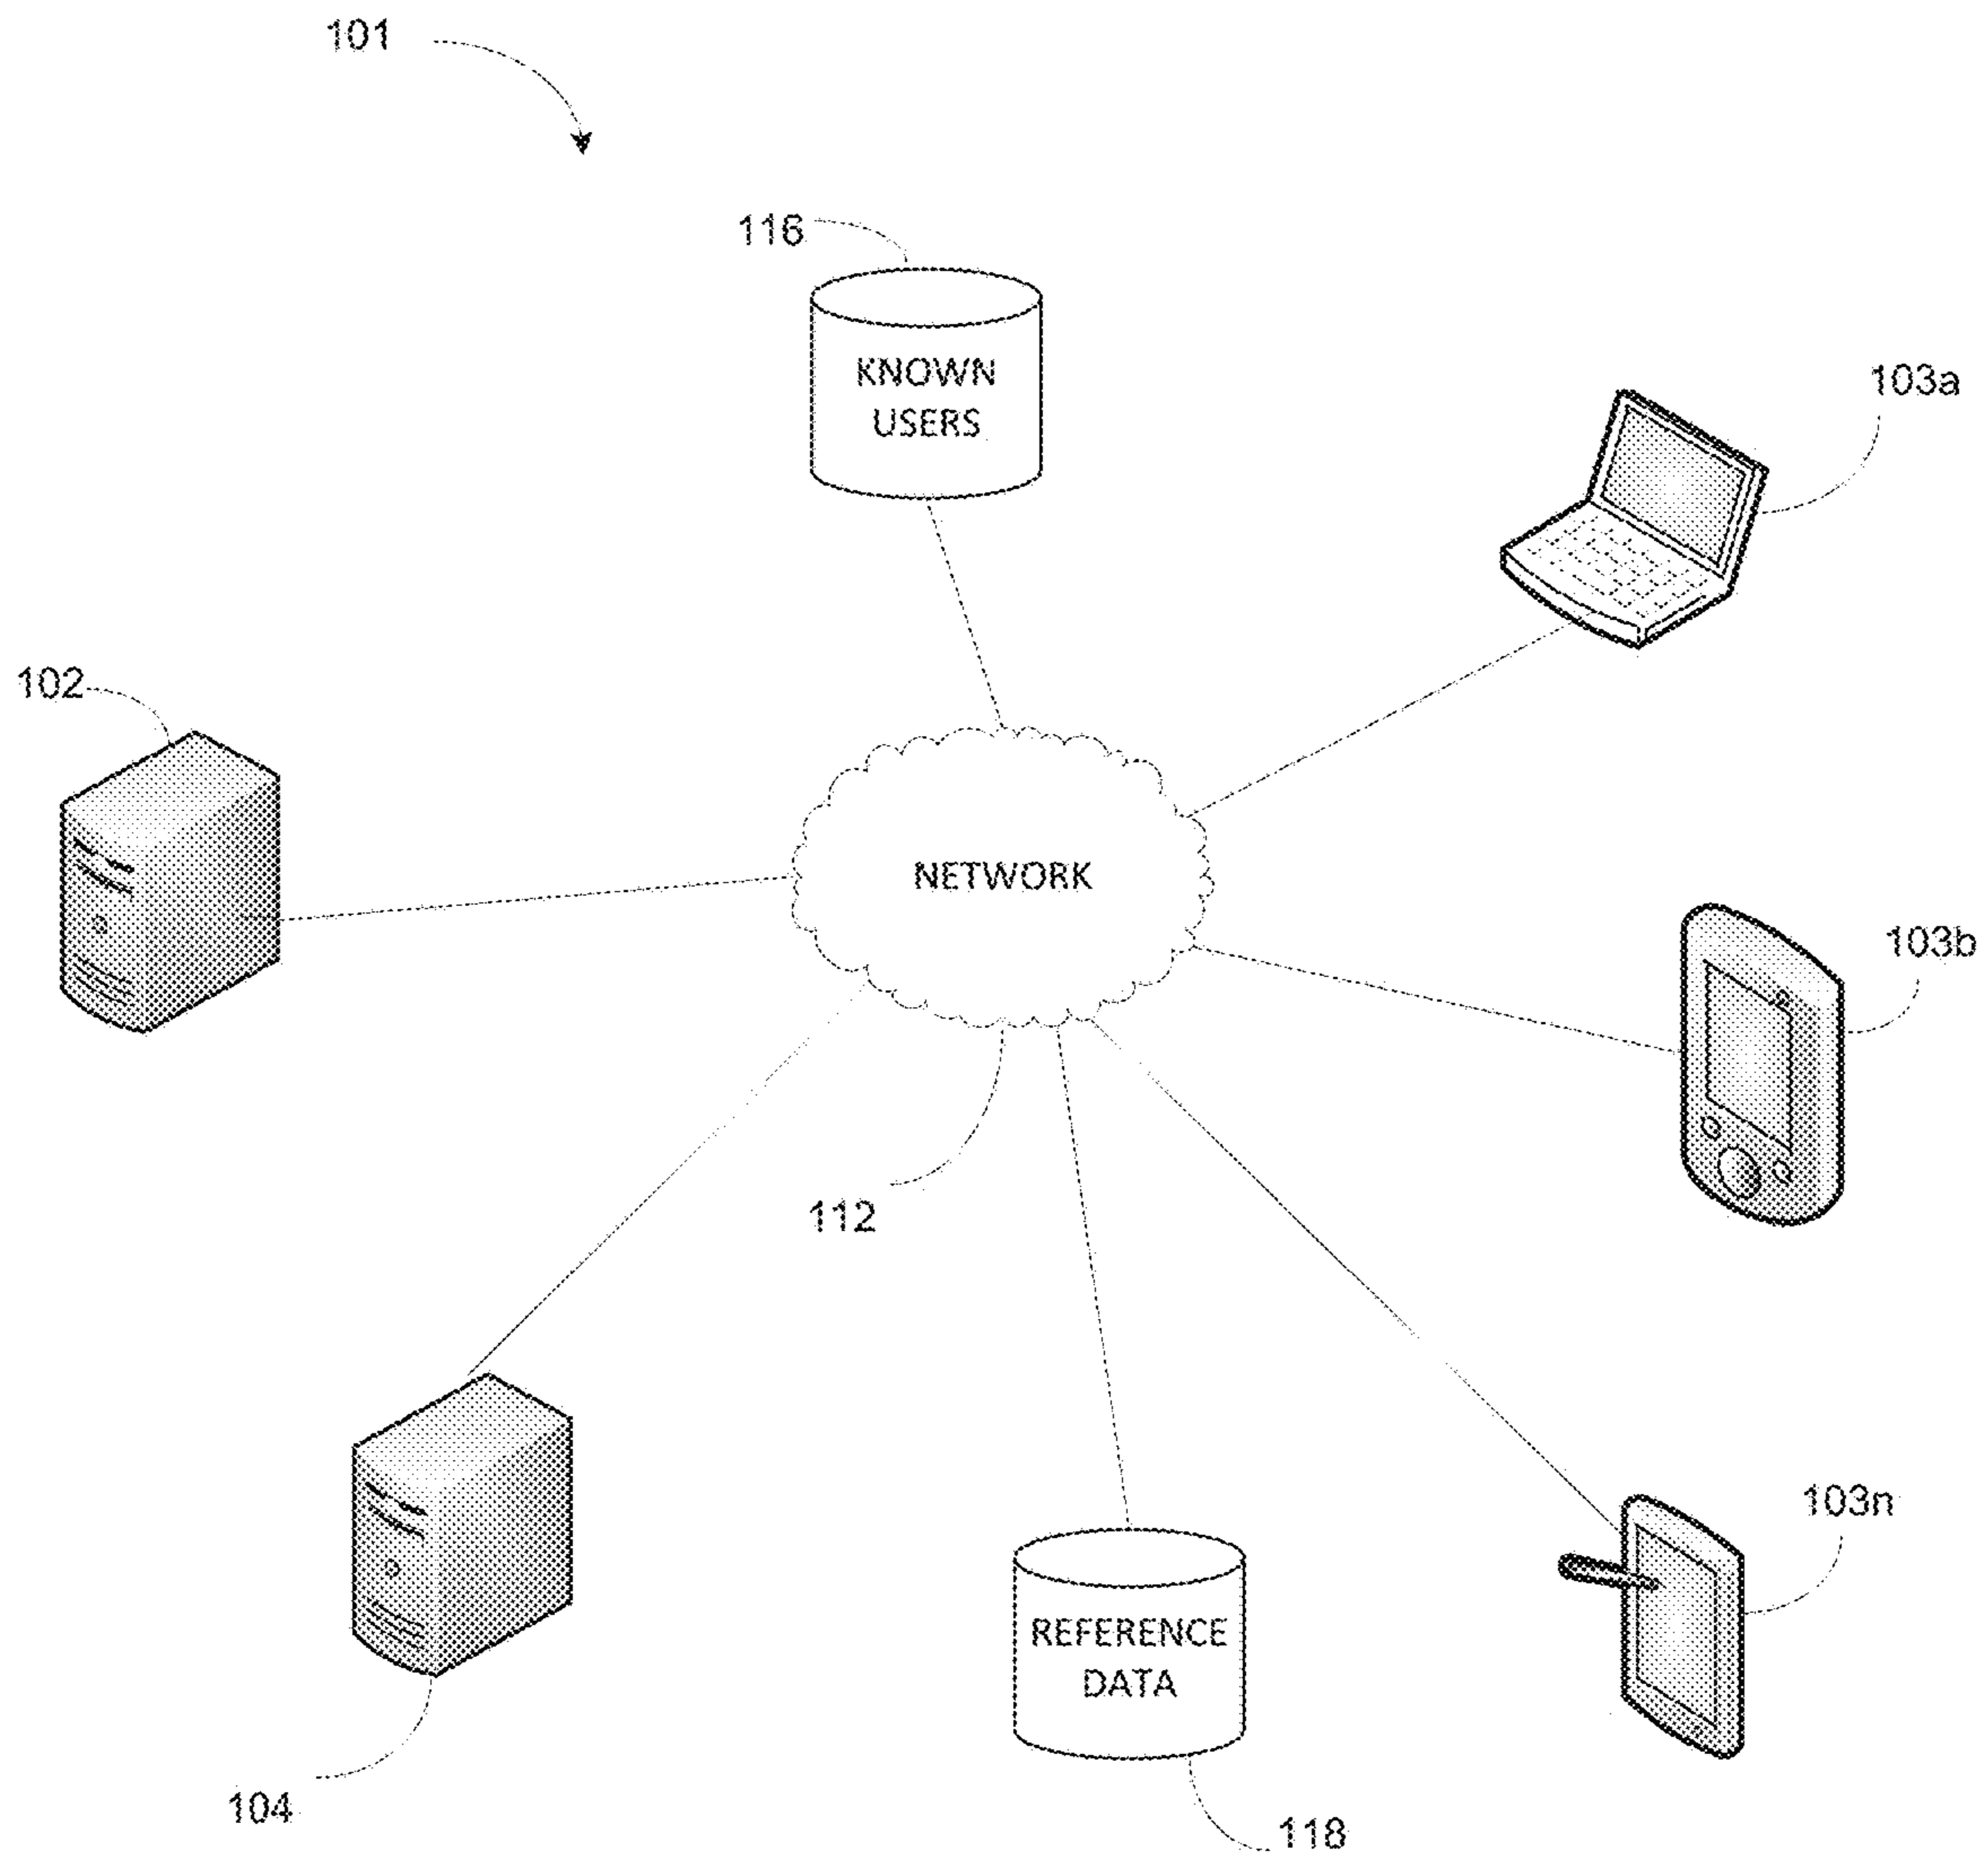 101
116
KNOWN
USERS
103a
102
NETWORK
103b
112
103n
REFERENCE
DATA
104
118